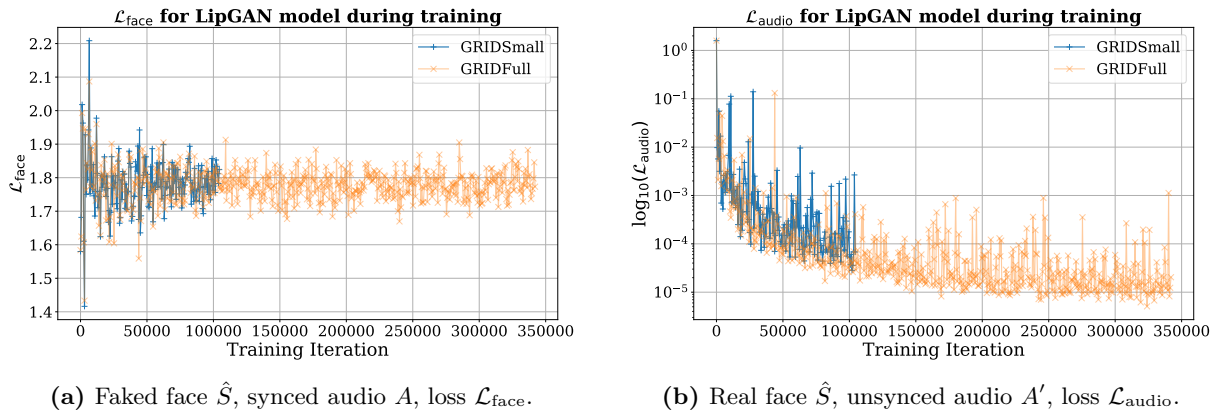 ℒface for LipGAN model during training
2.2
2.1
2.0
1.9
1.8
1.7
1.6
1.5
1.4
ℒface
GRIDSmall
GRIDFull
0 50000 100000 150000 200000 250000 300000 350000
Training Iteration
(a) Faked face Ŝ, synced audio A, loss ℒface.
ℒaudio for LipGAN model during training
10⁰
10⁻¹
10⁻²
10⁻³
10⁻⁴
10⁻⁵
log₁₀(ℒaudio)
GRIDSmall
GRIDFull
0 50000 100000 150000 200000 250000 300000 350000
Training Iteration
(b) Real face Ŝ, unsynced audio A′, loss ℒaudio.